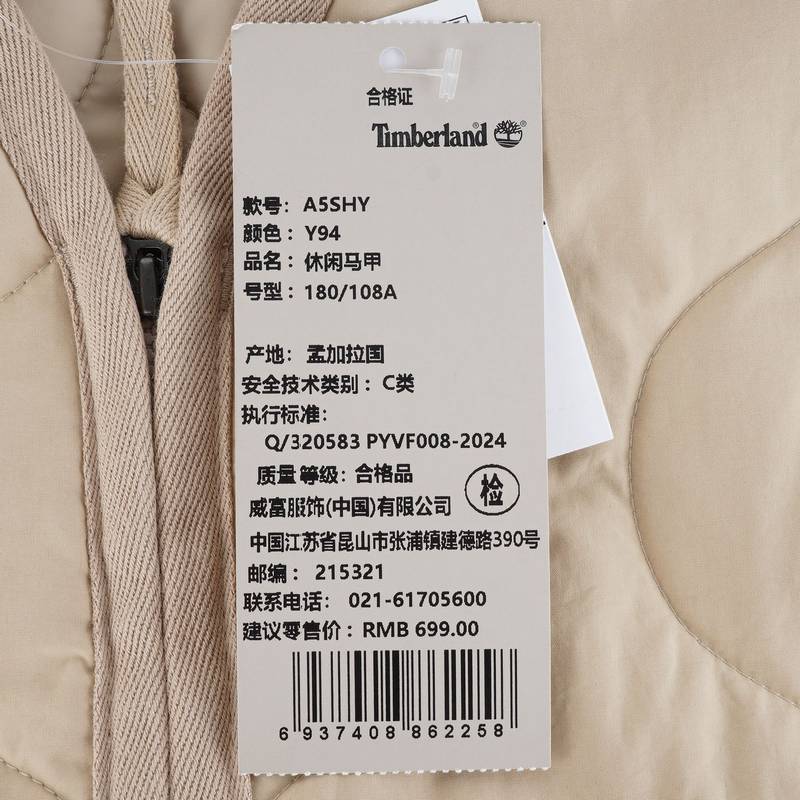 合格证
Timberland®
款号：A5SHY
颜色：Y94
品名：休闲马甲
号型：180/108A
产地：孟加拉国
安全技术类别：C类
执行标准：
Q/320583 PYVF008-2024
质量等级：合格品
检
威富服饰(中国)有限公司
中国江苏省昆山市张浦镇建德路390号
邮编：215321
联系电话：021-61705600
建议零售价：RMB 699.00
6 937408 862258